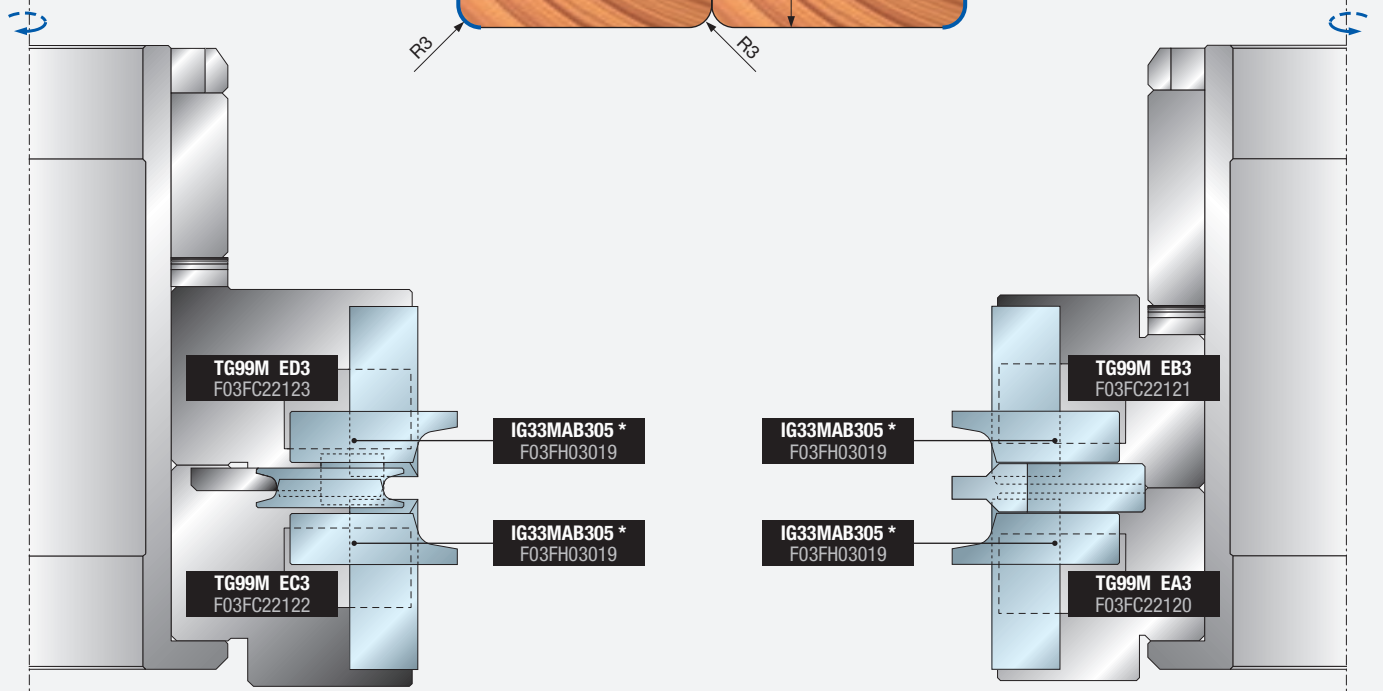 R3
R3
TG99M ED3
F03FC22123
TG99M EB3
F03FC22121
IG33MAB305 *
F03FH03019
IG33MAB305 *
F03FH03019
IG33MAB305 *
F03FH03019
IG33MAB305 *
F03FH03019
TG99M EC3
F03FC22122
TG99M EA3
F03FC22120